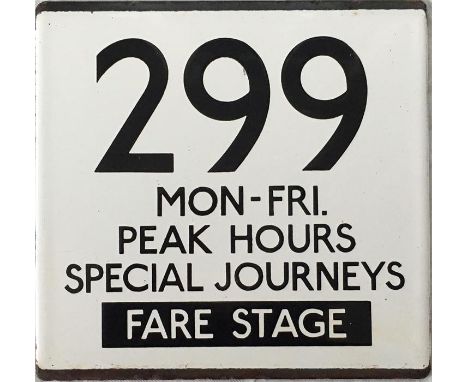 299
MON-FRI.
PEAK HOURS
SPECIAL JOURNEYS
FARE STAGE